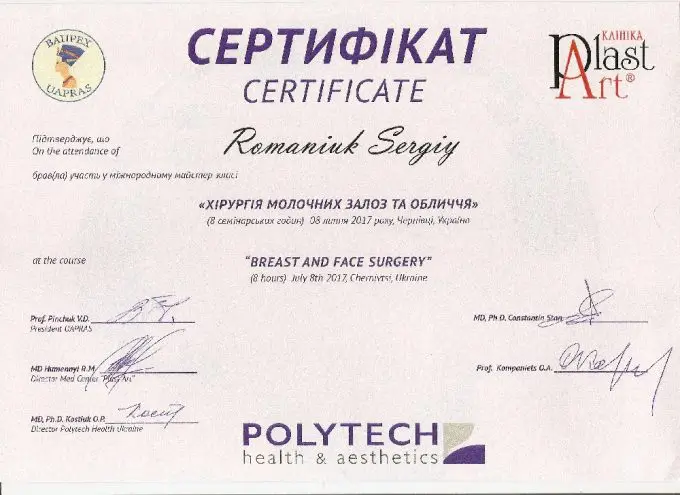 ВАПРЕХ
UAPRAS
СЕРТИФІКАТ
CERTIFICATE
КЛІНІКА
Plast
Art®
Підтверджує, що
On the attendance of
Romaniuk Sergiy
брав(ла) участь у міжнародному майстер класі
«ХІРУРГІЯ МОЛОЧНИХ ЗАЛОЗ ТА ОБЛИЧЧЯ»
(8 семінарських годин) 08 липня 2017 року, Чернівці, Україна
at the course
"BREAST AND FACE SURGERY"
(8 hours) July 8th 2017, Chernivtsi, Ukraine
Prof. Pinchuk V.D.
President UAPRAS
MD, Ph.D. Constantin Stan
MD Humennyi R.M.
Director Med Center "Plast Art"
Prof. Kompaniets O.A.
MD, Ph.D. Kostiuk O.P.
Director Polytech Health Ukraine
POLYTECH
health & aesthetics